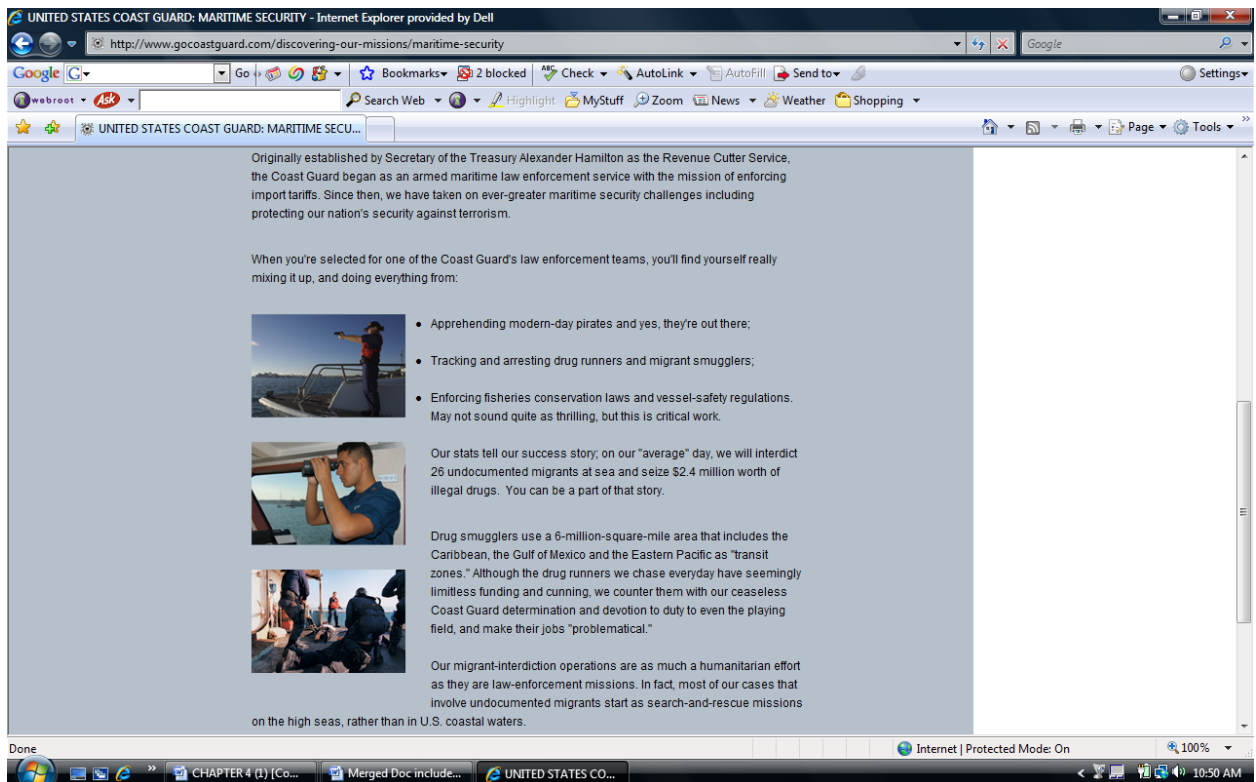 UNITED STATES COAST GUARD: MARITIME SECURITY - Internet Explorer provided by Dell
http://www.gocoastguard.com/discovering-our-missions/maritime-security
Google
Google G Go Bookmarks 2 blocked ABC Check AutoLink AutoFill Send to Settings
webroot Ask Search Web Highlight MyStuff Zoom News Weather Shopping
UNITED STATES COAST GUARD: MARITIME SECU... Page Tools
Originally established by Secretary of the Treasury Alexander Hamilton as the Revenue Cutter Service,
the Coast Guard began as an armed maritime law enforcement service with the mission of enforcing
import tariffs. Since then, we have taken on ever-greater maritime security challenges including
protecting our nation's security against terrorism.
When you're selected for one of the Coast Guard's law enforcement teams, you'll find yourself really
mixing it up, and doing everything from:
• Apprehending modern-day pirates and yes, they're out there;
• Tracking and arresting drug runners and migrant smugglers;
• Enforcing fisheries conservation laws and vessel-safety regulations.
May not sound quite as thrilling, but this is critical work.
Our stats tell our success story; on our "average" day, we will interdict
26 undocumented migrants at sea and seize $2.4 million worth of
illegal drugs. You can be a part of that story.
Drug smugglers use a 6-million-square-mile area that includes the
Caribbean, the Gulf of Mexico and the Eastern Pacific as "transit
zones." Although the drug runners we chase everyday have seemingly
limitless funding and cunning, we counter them with our ceaseless
Coast Guard determination and devotion to duty to even the playing
field, and make their jobs "problematical."
Our migrant-interdiction operations are as much a humanitarian effort
as they are law-enforcement missions. In fact, most of our cases that
involve undocumented migrants start as search-and-rescue missions
on the high seas, rather than in U.S. coastal waters.
Done Internet | Protected Mode: On 100%
CHAPTER 4 (1) [Co... Merged Doc include... UNITED STATES CO... 10:50 AM